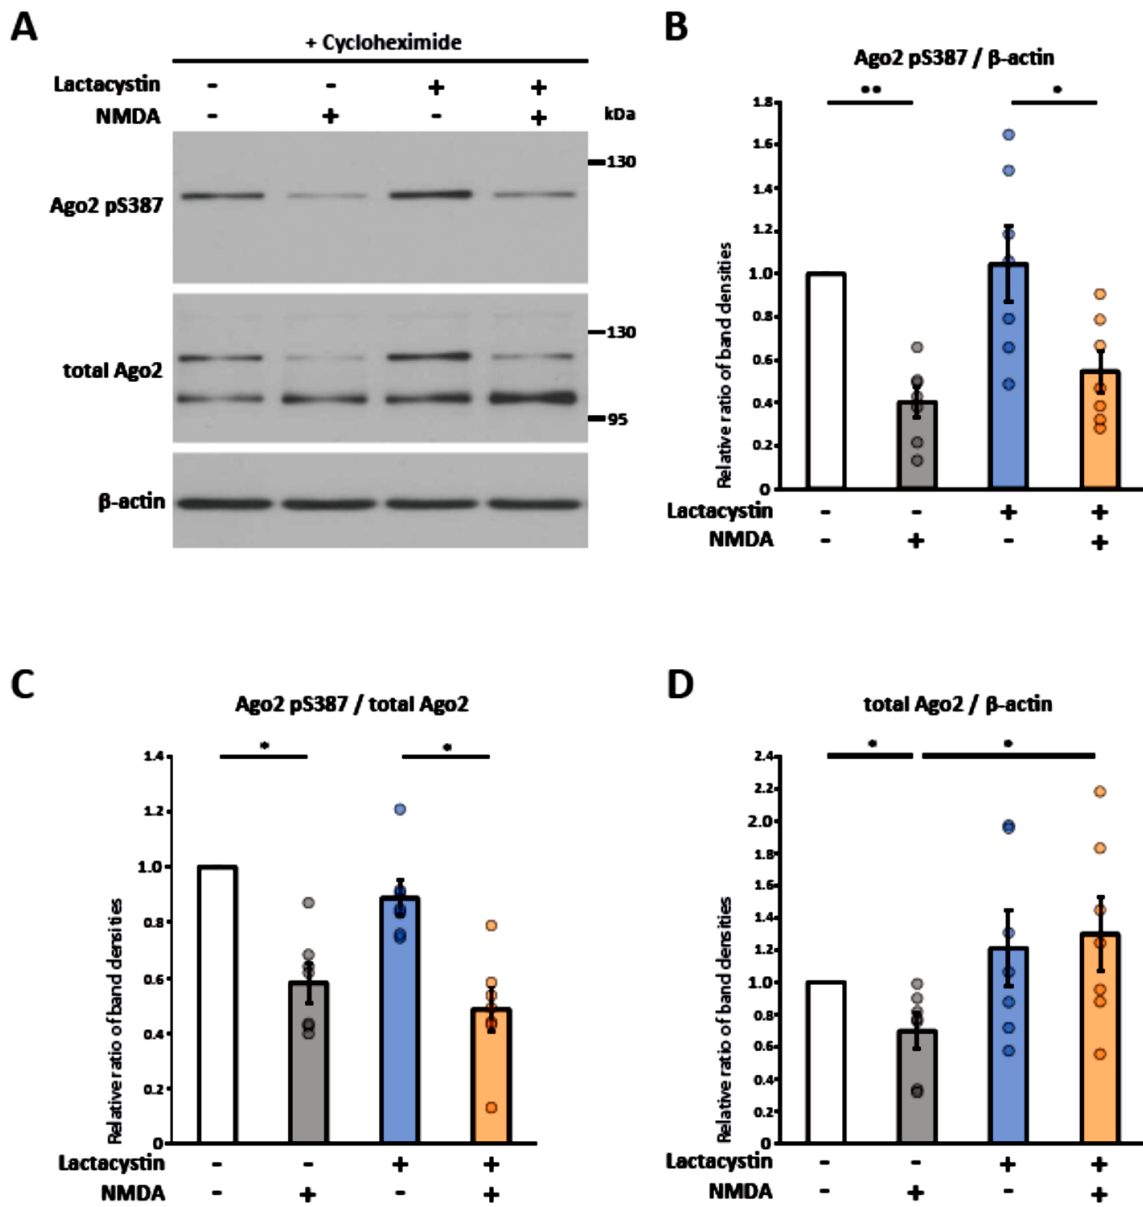 A
+ Cycloheximide
Lactacystin - - + +
NMDA - + - + kDa
130
Ago2 pS387
130
total Ago2
95
β-actin
B
Ago2 pS387 / β-actin
** *
Relative ratio of band densities
1.8
1.6
1.4
1.2
1.0
0.8
0.6
0.4
0.2
0
Lactacystin - - + +
NMDA - + - +
C
Ago2 pS387 / total Ago2
* *
Relative ratio of band densities
1.4
1.2
1.0
0.8
0.6
0.4
0.2
0
Lactacystin - - + +
NMDA - + - +
D
total Ago2 / β-actin
* *
Relative ratio of band densities
2.4
2.2
2.0
1.8
1.6
1.4
1.2
1.0
0.8
0.6
0.4
0.2
0
Lactacystin - - + +
NMDA - + - +